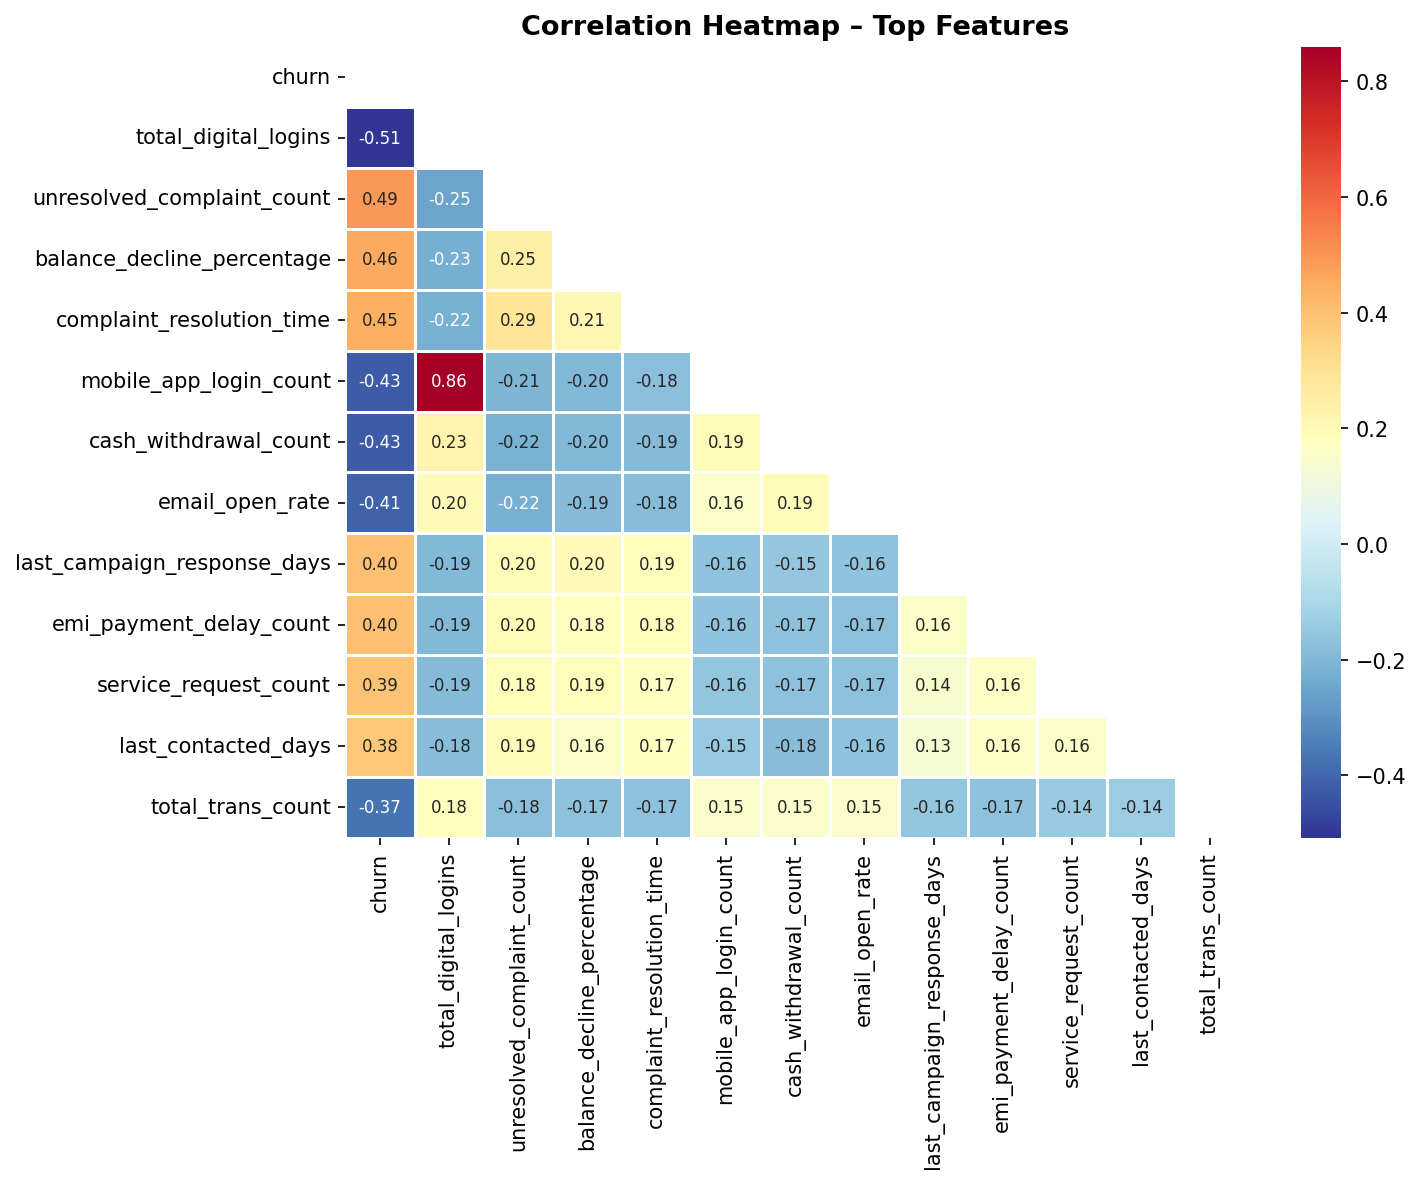 Correlation Heatmap – Top Features
churn
total_digital_logins -0.51
unresolved_complaint_count 0.49 -0.25
balance_decline_percentage 0.46 -0.23 0.25
complaint_resolution_time 0.45 -0.22 0.29 0.21
mobile_app_login_count -0.43 0.86 -0.21 -0.20 -0.18
cash_withdrawal_count -0.43 0.23 -0.22 -0.20 -0.19 0.19
email_open_rate -0.41 0.20 -0.22 -0.19 -0.18 0.16 0.19
last_campaign_response_days 0.40 -0.19 0.20 0.20 0.19 -0.16 -0.15 -0.16
emi_payment_delay_count 0.40 -0.19 0.20 0.18 0.18 -0.16 -0.17 -0.17 0.16
service_request_count 0.39 -0.19 0.18 0.19 0.17 -0.16 -0.17 -0.17 0.14 0.16
last_contacted_days 0.38 -0.18 0.19 0.16 0.17 -0.15 -0.18 -0.16 0.13 0.16 0.16
total_trans_count -0.37 0.18 -0.18 -0.17 -0.17 0.15 0.15 0.15 -0.16 -0.17 -0.14 -0.14
churn
total_digital_logins
unresolved_complaint_count
balance_decline_percentage
complaint_resolution_time
mobile_app_login_count
cash_withdrawal_count
email_open_rate
last_campaign_response_days
emi_payment_delay_count
service_request_count
last_contacted_days
total_trans_count
0.8
0.6
0.4
0.2
0.0
−0.2
−0.4